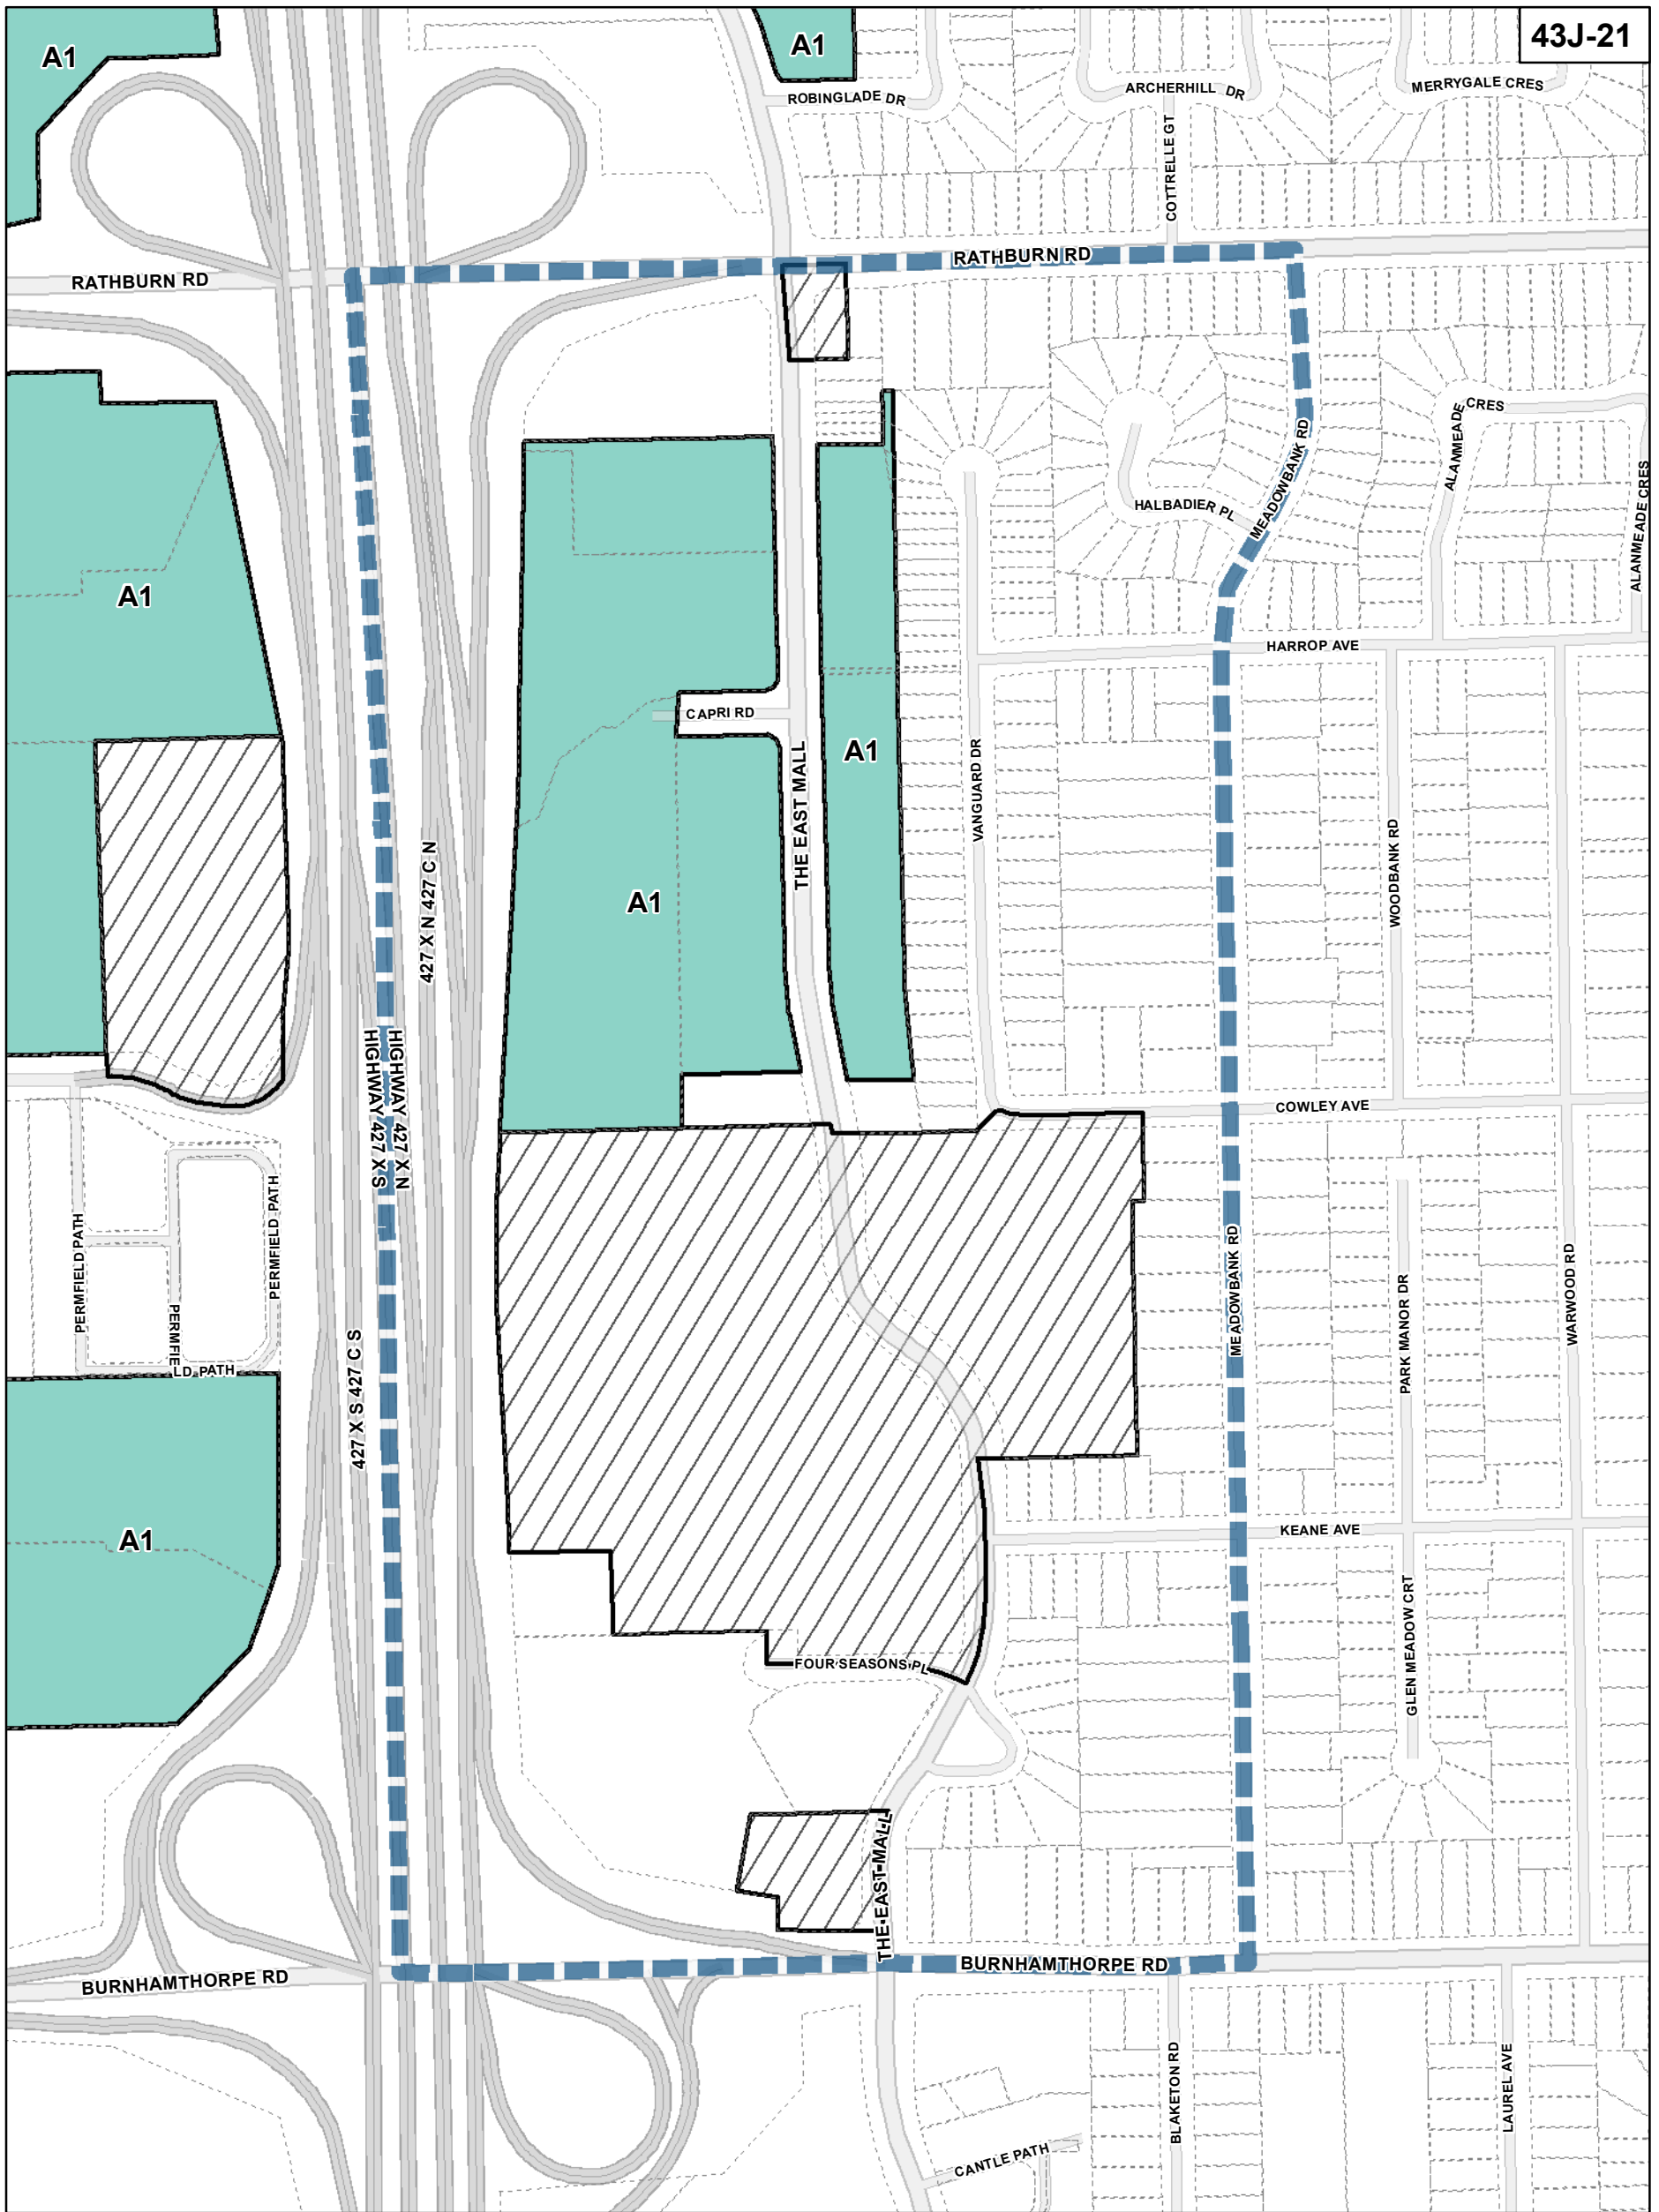 43J-21
A1
A1
ROBINGLADE DR
ARCHERHILL DR
MERRYGALE CRES
COTTRELLE GT
RATHBURN RD
RATHBURN RD
ALANMEADE CRES
MEADOWBANK RD
HALBADIER PL
ALANMEADE CRES
A1
HARROP AVE
CAPRI RD
THE EAST MALL
A1
VANGUARD DR
WOODBANK RD
A1
427 X N 427 C N
HIGHWAY 427 X S
HIGHWAY 427 X N
COWLEY AVE
PERMFIELD PATH
PERMFIELD PATH
PERMFIELD PATH
MEADOWBANK RD
PARK MANOR DR
WARWOOD RD
427 X S 427 C S
A1
KEANE AVE
GLEN MEADOW CRT
FOUR SEASONS PL
THE EAST MALL
BURNHAMTHORPE RD
BURNHAMTHORPE RD
BLAKETON RD
LAUREL AVE
CANTLE PATH